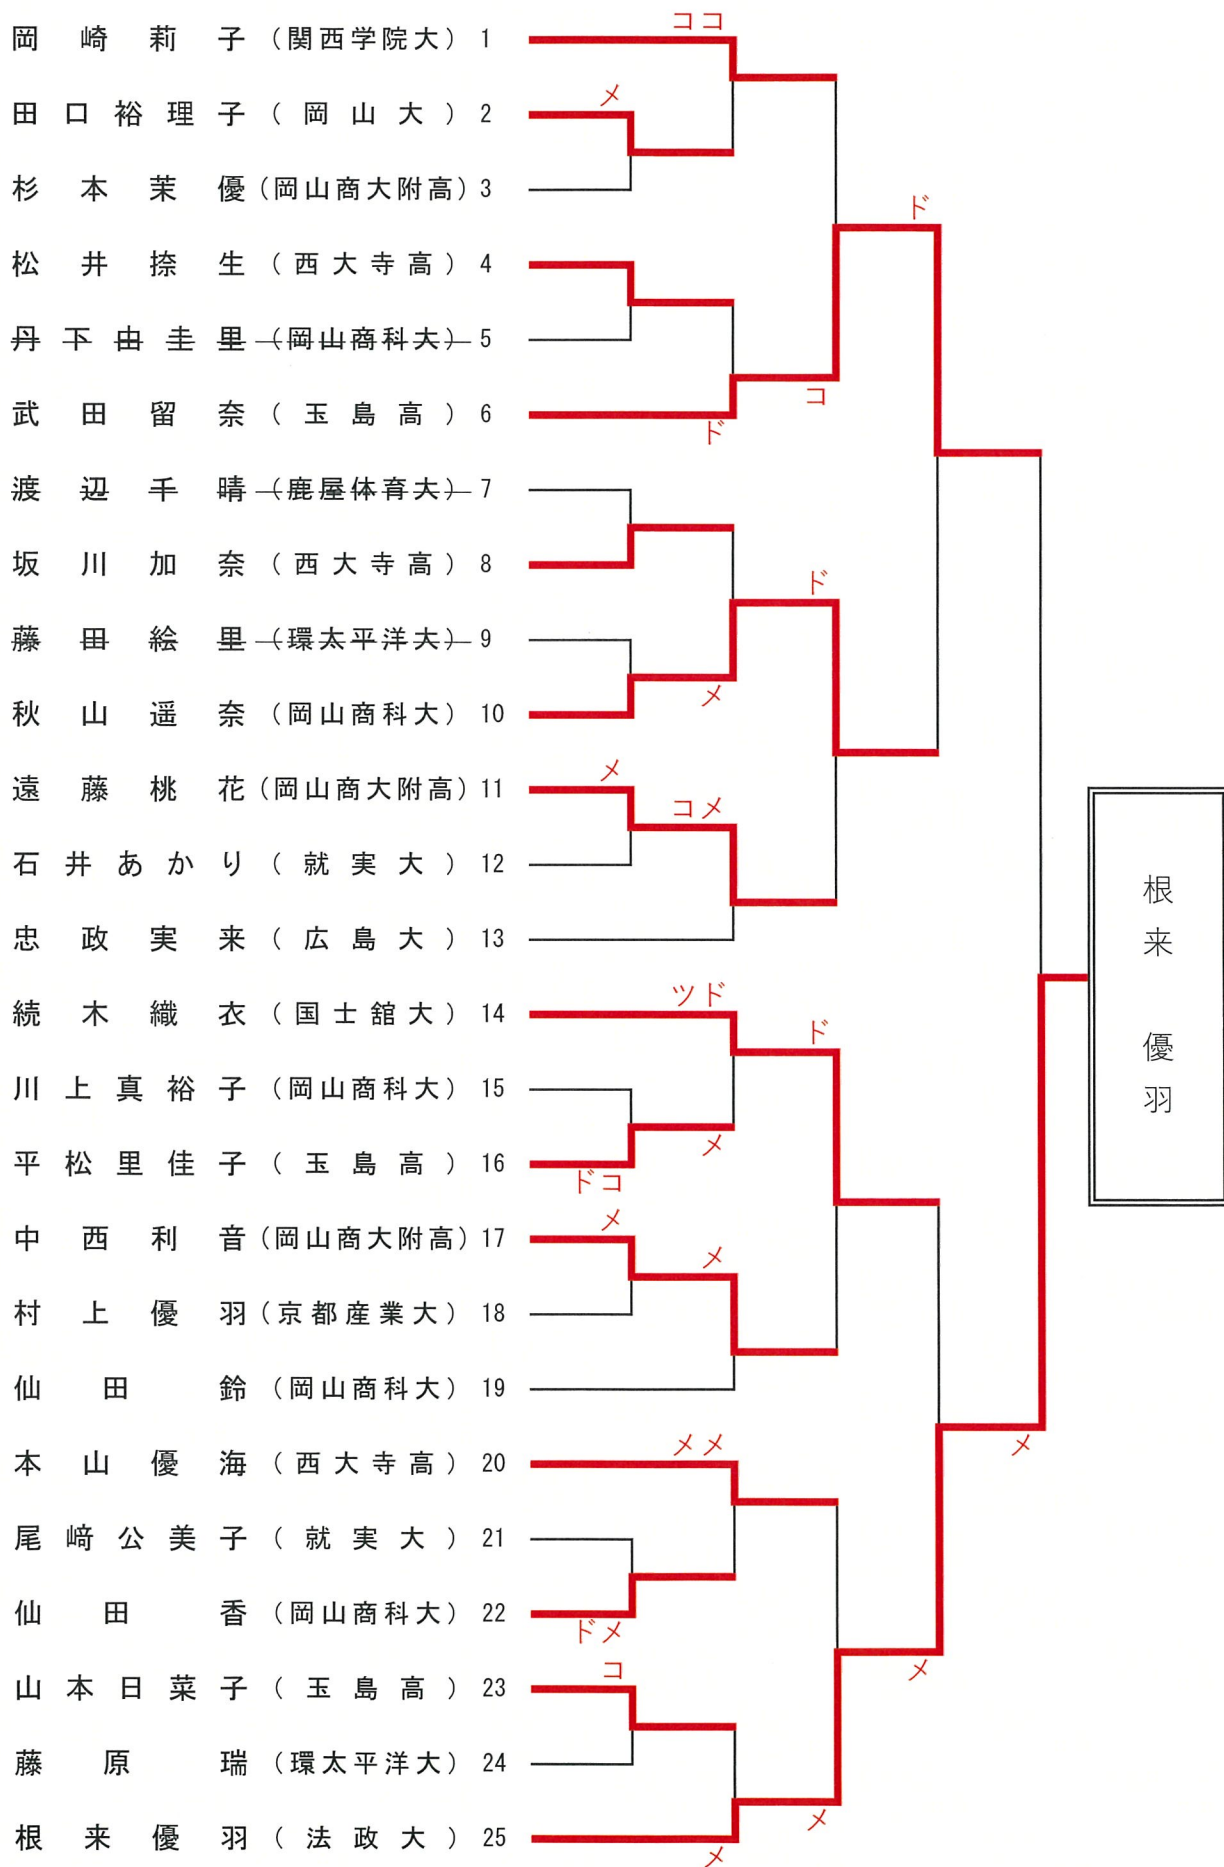 岡崎莉子(関西学院大) 1
ココ
田口裕理子(岡山大) 2
メ
杉本茉優(岡山商大附高) 3
松井捺生(西大寺高) 4
丹下由圭里(岡山商科大) 5
武田留奈(玉島高) 6
ド
コ
ド
渡辺千晴(鹿屋体育大) 7
坂川加奈(西大寺高) 8
藤田絵里(環太平洋大) 9
秋山遥奈(岡山商科大) 10
メ
ド
遠藤桃花(岡山商大附高) 11
メ
コメ
石井あかり(就実大) 12
忠政実来(広島大) 13
続木織衣(国士舘大) 14
ツド
ド
川上真裕子(岡山商科大) 15
平松里佳子(玉島高) 16
ドコ
メ
中西利音(岡山商大附高) 17
メ
メ
村上優羽(京都産業大) 18
仙田鈴(岡山商科大) 19
本山優海(西大寺高) 20
メメ
尾﨑公美子(就実大) 21
仙田香(岡山商科大) 22
ドメ
山本日菜子(玉島高) 23
コ
藤原瑞(環太平洋大) 24
根来優羽(法政大) 25
メ
メ
メ
メ
根来 優羽